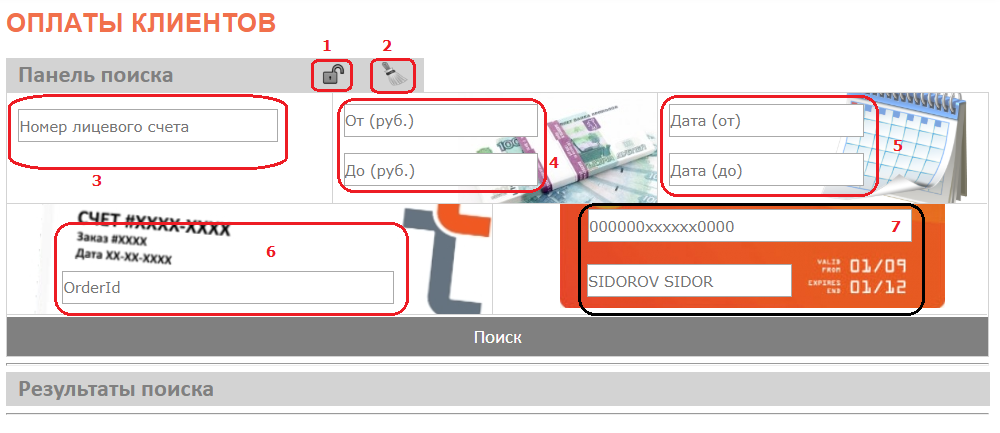 ОПЛАТЫ КЛИЕНТОВ
1
2
Панель поиска
Номер лицевого счета
От (руб.)
Дата (от)
100
4
5
До (руб.)
Дата (до)
3
СЧЕТ #XXXX-XXXX
Заказ #XXXX
Дата XX-XX-XXXX
6
OrderId
000000xxxxxx0000
7
SIDOROV SIDOR
VALID FROM 01/09
EXPIRES END 01/12
Поиск
Результаты поиска